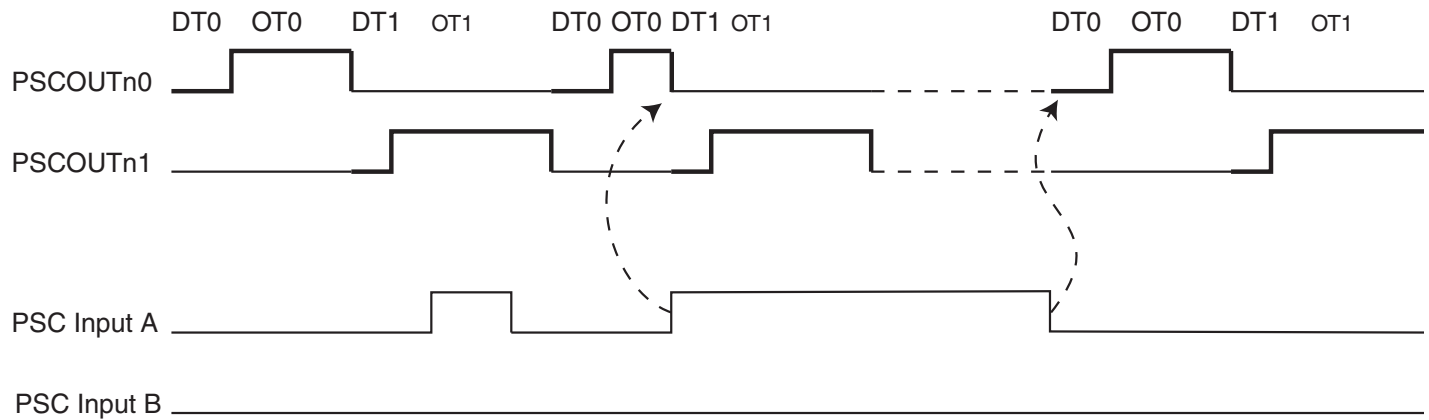 DT0 OT0 DT1 OT1 DT0 OT0 DT1 OT1 DT0 OT0 DT1 OT1
PSCOUTn0
PSCOUTn1
PSC Input A
PSC Input B